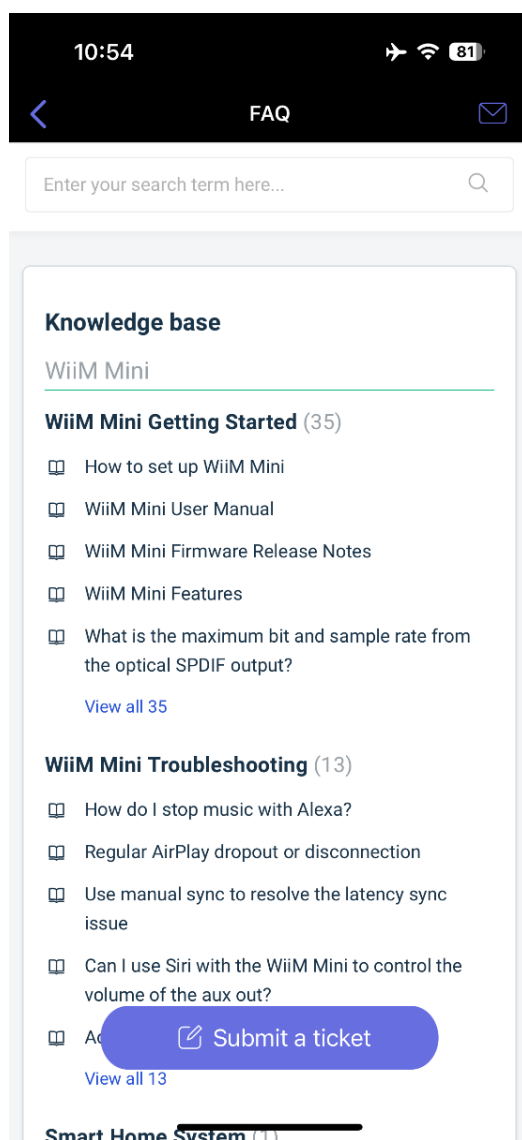 10:54
81
FAQ
Enter your search term here...
Knowledge base
WiiM Mini
WiiM Mini Getting Started (35)
How to set up WiiM Mini
WiiM Mini User Manual
WiiM Mini Firmware Release Notes
WiiM Mini Features
What is the maximum bit and sample rate from
the optical SPDIF output?
View all 35
WiiM Mini Troubleshooting (13)
How do I stop music with Alexa?
Regular AirPlay dropout or disconnection
Use manual sync to resolve the latency sync
issue
Can I use Siri with the WiiM Mini to control the
volume of the aux out?
Submit a ticket
View all 13
Smart Home System (1)